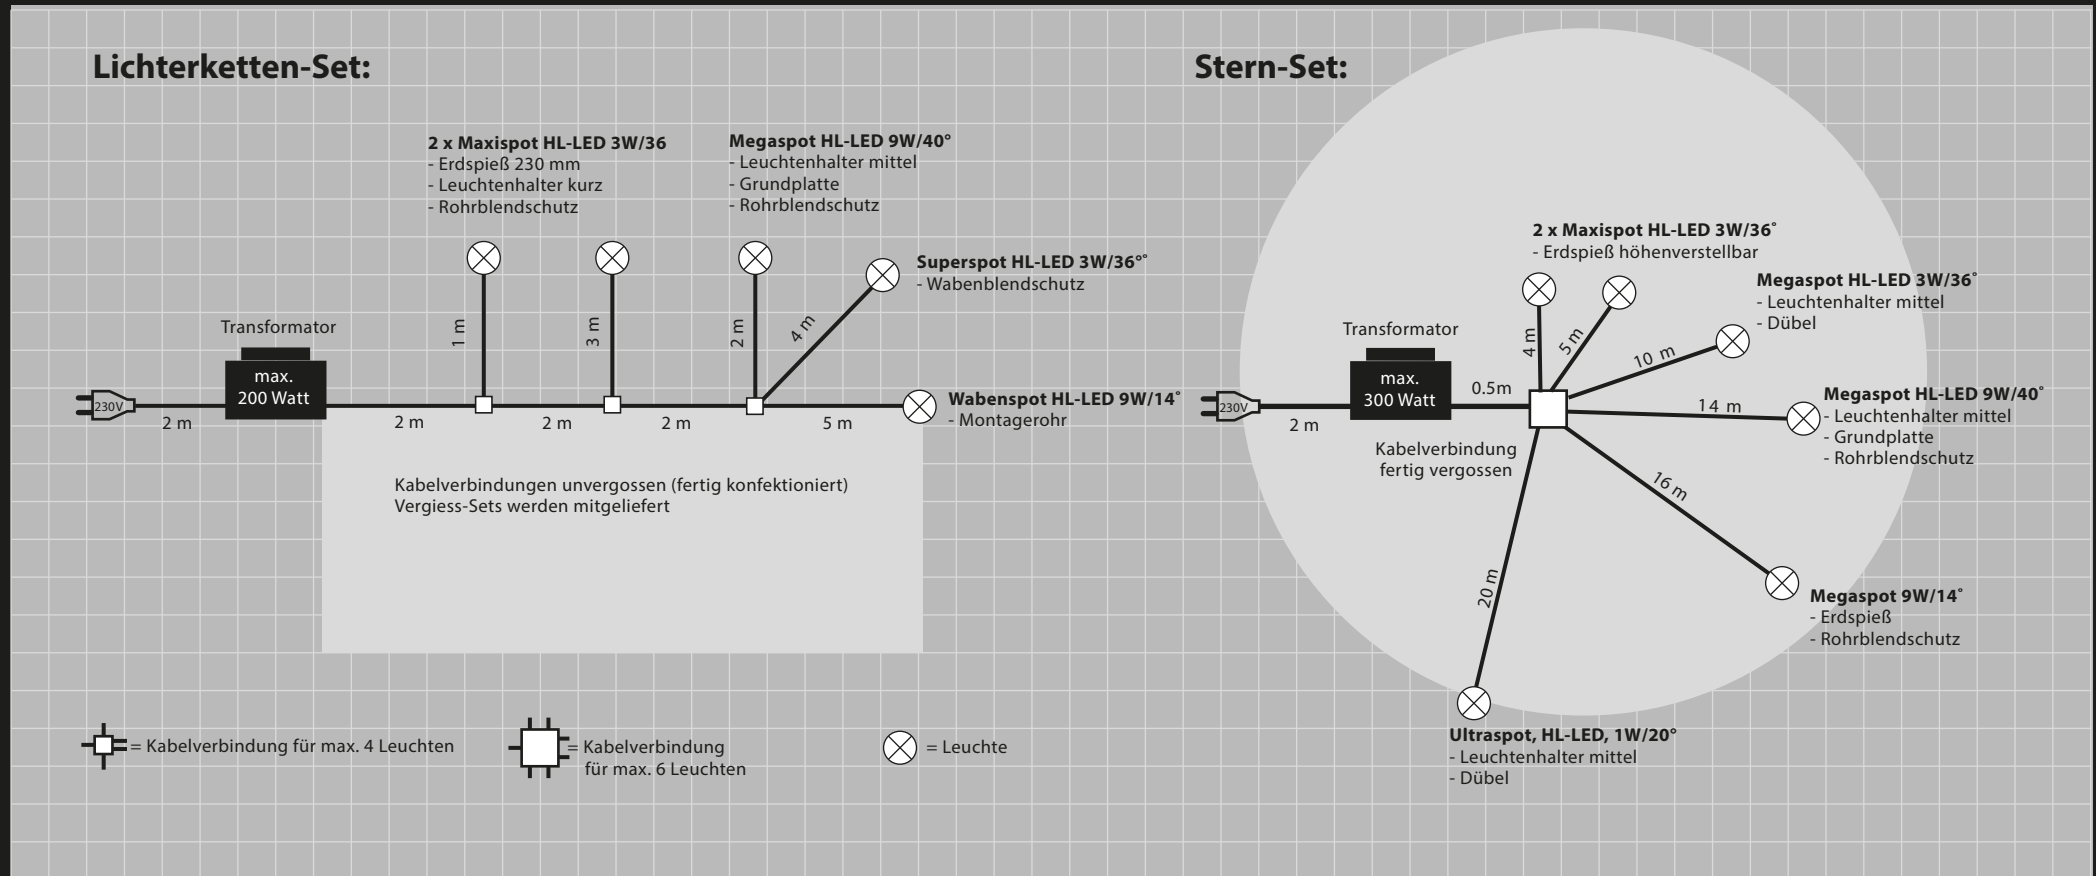 Lichterketten-Set:
2 x Maxispot HL-LED 3W/36
- Erdspieß 230 mm
- Leuchtenhalter kurz
- Rohrblendschutz
Megaspot HL-LED 9W/40°
- Leuchtenhalter mittel
- Grundplatte
- Rohrblendschutz
Superspot HL-LED 3W/36°°
- Wabenblendschutz
Transformator
max.
200 Watt
230V
1 m
3 m
2 m
4 m
2 m
2 m
2 m
2 m
5 m
Wabenspot HL-LED 9W/14°
- Montagerohr
Kabelverbindungen unvergossen (fertig konfektioniert)
Vergiess-Sets werden mitgeliefert
= Kabelverbindung für max. 4 Leuchten
= Kabelverbindung
für max. 6 Leuchten
= Leuchte
Stern-Set:
2 x Maxispot HL-LED 3W/36°
- Erdspieß höhenverstellbar
Megaspot HL-LED 3W/36°
- Leuchtenhalter mittel
- Dübel
Transformator
max.
300 Watt
230V
2 m
0.5m
4 m
5 m
10 m
14 m
16 m
20 m
Kabelverbindung
fertig vergossen
Megaspot HL-LED 9W/40°
- Leuchtenhalter mittel
- Grundplatte
- Rohrblendschutz
Megaspot 9W/14°
- Erdspieß
- Rohrblendschutz
Ultraspot, HL-LED, 1W/20°
- Leuchtenhalter mittel
- Dübel